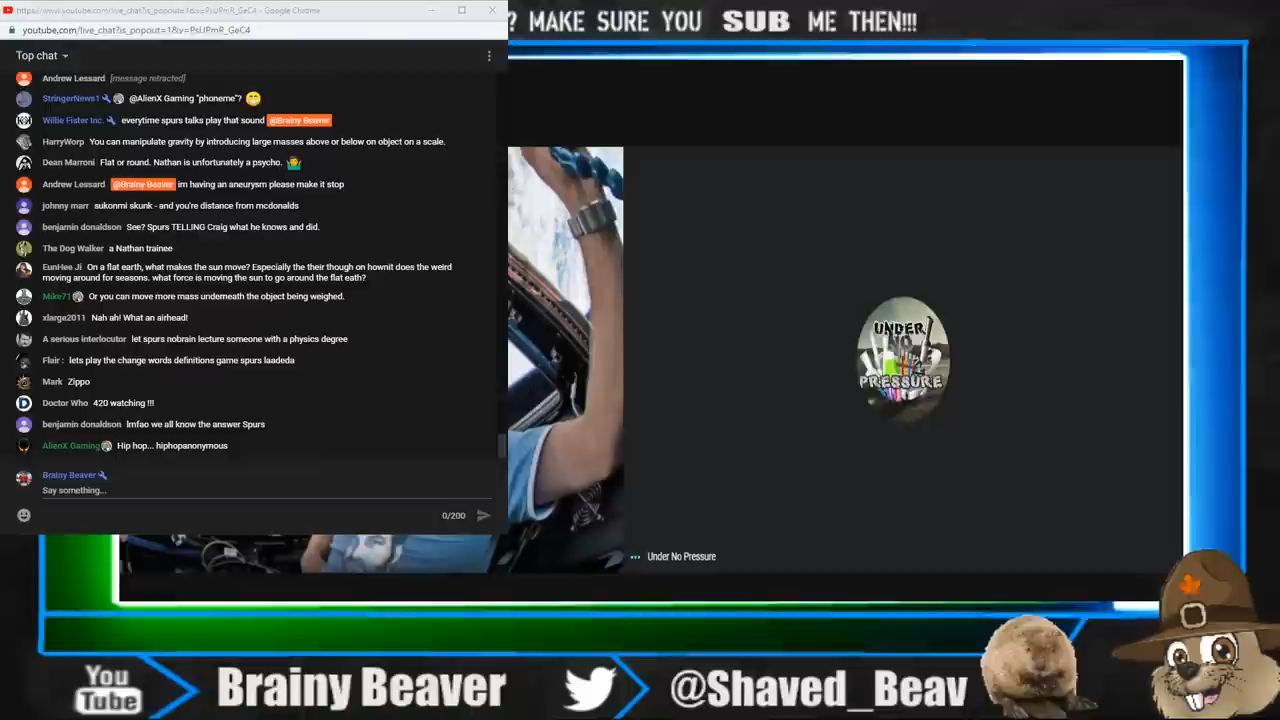 https://www.youtube.com/live_chat?is_popout=1&v=PsUPmR_GeC4 - Google Chrome
? MAKE SURE YOU SUB ME THEN!!!
youtube.com/live_chat?is_popout=1&v=PsUPmR_GeC4
Top chat
Andrew Lessard [message retracted]
StringerNews1 @AlienX Gaming "phoneme"?
Willie Fister Inc. everytime spurs talks play that sound @Brainy Beaver
HarryWorp You can manipulate gravity by introducing large masses above or below on object on a scale.
Dean Marroni Flat or round. Nathan is unfortunately a psycho.
Andrew Lessard @Brainy Beaver im having an aneurysm please make it stop
johnny marr sukonmi skunk - and you're distance from mcdonalds
benjamin donaldson See? Spurs TELLING Craig what he knows and did.
The Dog Walker a Nathan trainee
EunHee Ji On a flat earth, what makes the sun move? Especially the their though on hownit does the weird
moving around for seasons. what force is moving the sun to go around the flat eath?
Mike71 Or you can move more mass underneath the object being weighed.
xlarge2011 Nah ah! What an airhead!
A serious interlocutor let spurs nobrain lecture someone with a physics degree
Flair : lets play the change words definitions game spurs laadeda
Mark Zippo
Doctor Who 420 watching !!!
benjamin donaldson lmfao we all know the answer Spurs
AlienX Gaming Hip hop... hiphopanonymous
Brainy Beaver
Say something...
0/200
UNDER
NO
PRESSURE
Under No Pressure
You
Tube
Brainy Beaver
@Shaved_Beav